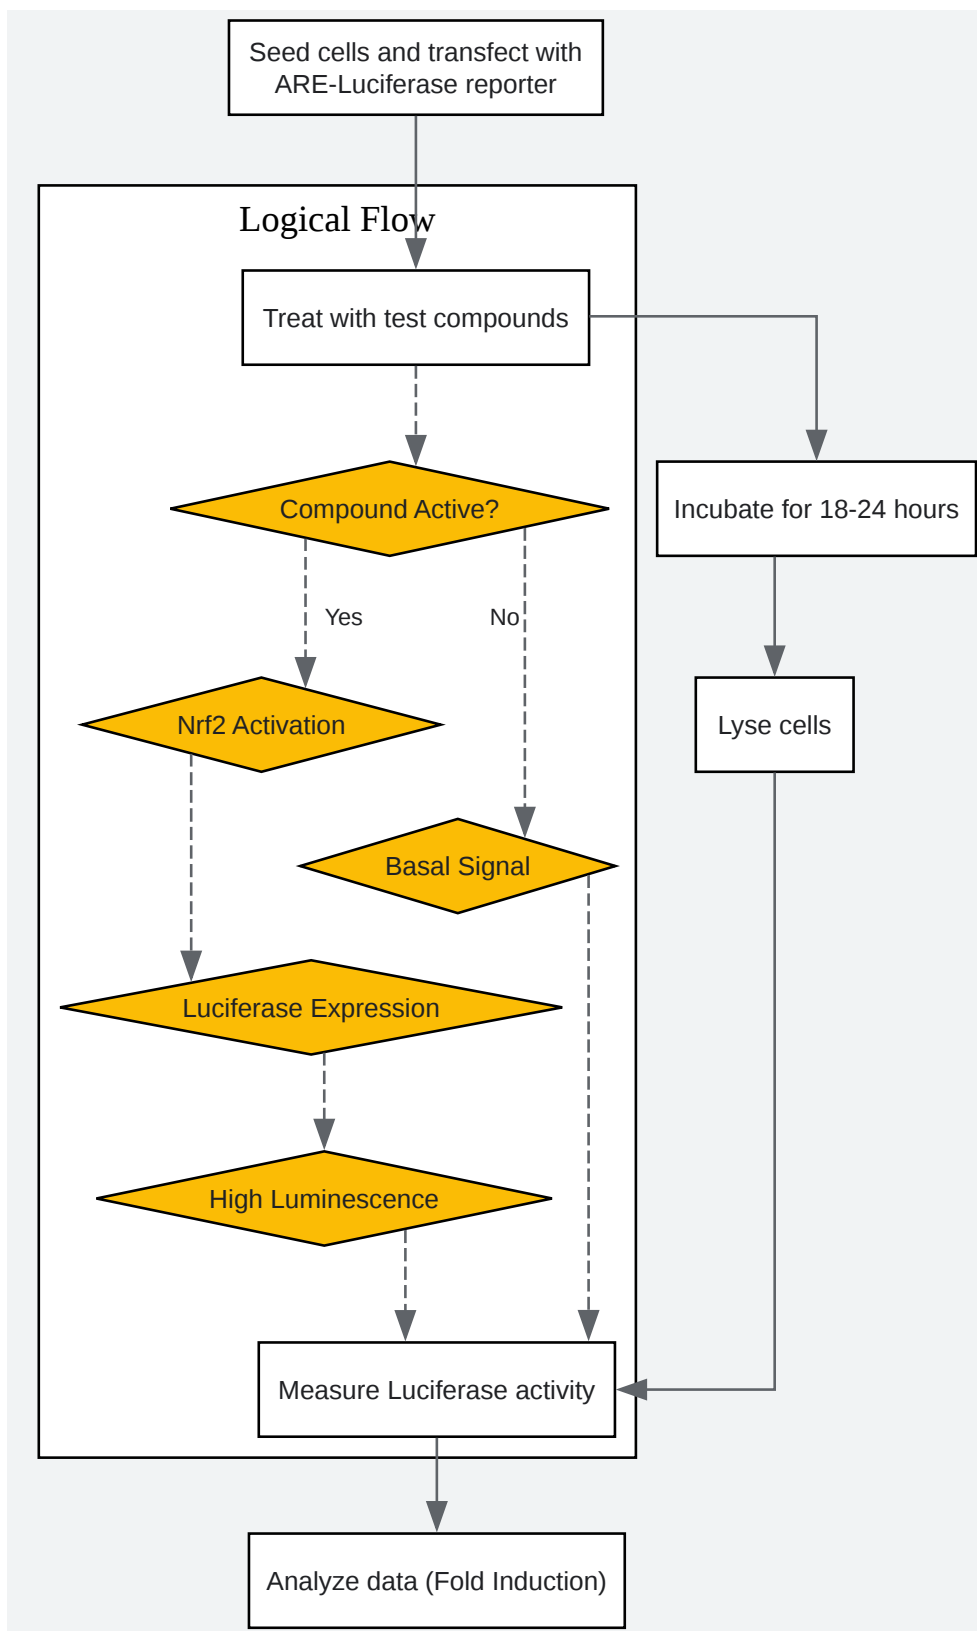 Seed cells and transfect with
ARE-Luciferase reporter
Logical Flow
Treat with test compounds
Compound Active?
Incubate for 18-24 hours
Yes
No
Nrf2 Activation
Lyse cells
Basal Signal
Luciferase Expression
High Luminescence
Measure Luciferase activity
Analyze data (Fold Induction)